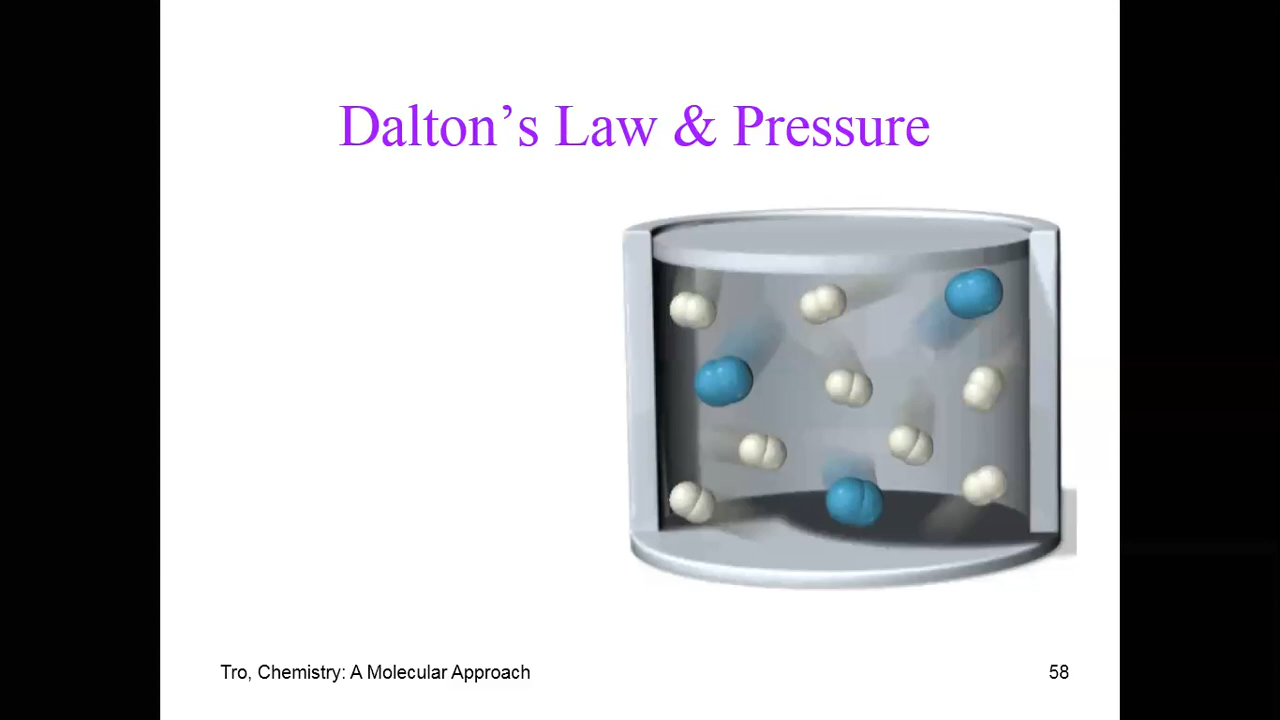 Dalton’s Law & Pressure
Tro, Chemistry: A Molecular Approach
58